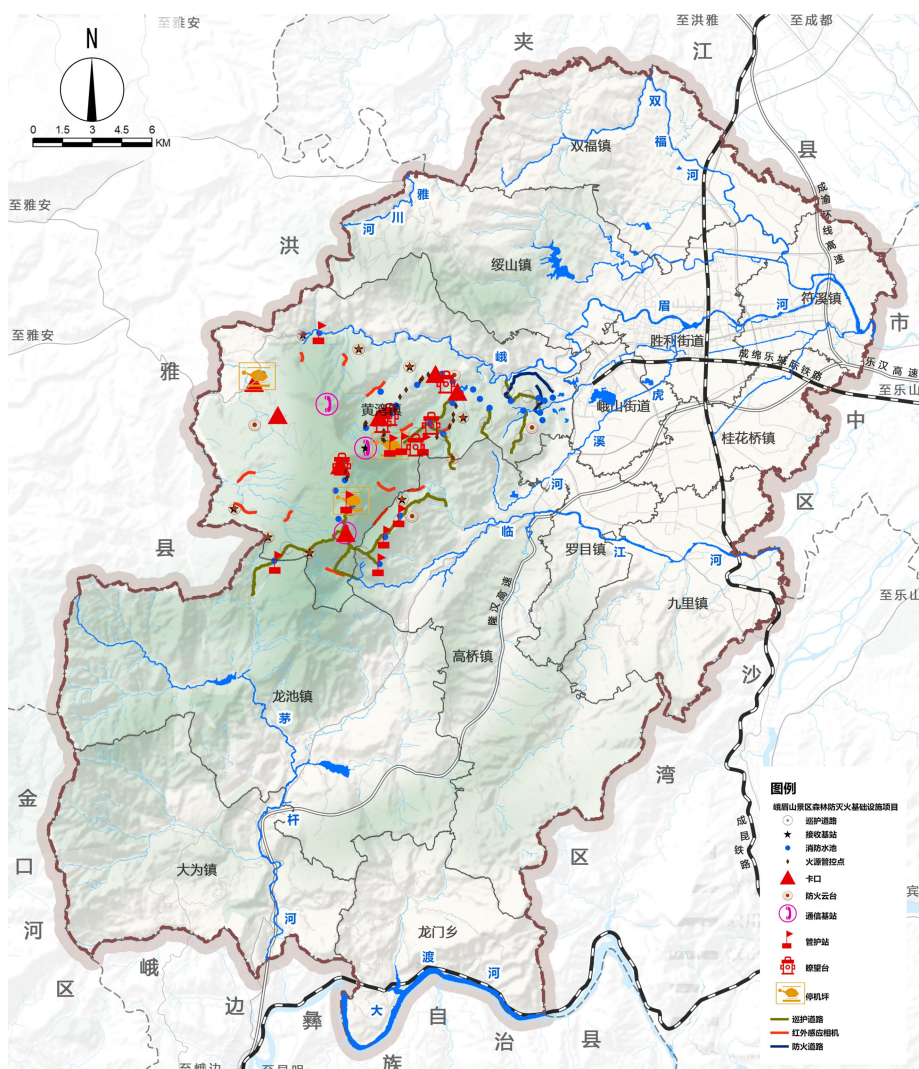 至雅安
至洪雅
至成都
N
夹
江
县
0 1.5 3 4.5 6
KM
双
福
河
双福镇
成渝环线高速
至雅安
雅
川
河
洪
绥山镇
符溪镇
眉
河
市
至雅安
雅
胜利街道
峨
成绵乐城际铁路
乐汉高速
至乐山
黄湾镇
虎
峨山街道
溪
河
桂花桥镇
中
区
县
临
江
河
罗目镇
隆汉高速
九里镇
至乐山
高桥镇
沙
龙池镇
茅
湾
金
口
河
区
杆
河
大为镇
区
成昆铁路
龙门乡
渡
河
大
峨
边
彝
族
自
治
县
宾
至峨边
至昆明
图例
峨眉山景区森林防灭火基础设施项目
巡护道路
接收基站
消防水池
火源管控点
卡口
防火云台
通信基站
管护站
瞭望台
停机坪
巡护道路
红外感应相机
防火道路